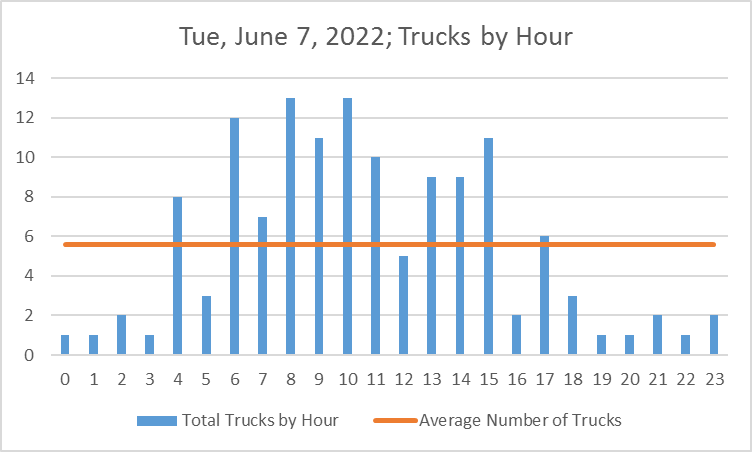 Tue, June 7, 2022; Trucks by Hour
14
12
10
8
6
4
2
0
0 1 2 3 4 5 6 7 8 9 10 11 12 13 14 15 16 17 18 19 20 21 22 23
Total Trucks by Hour Average Number of Trucks